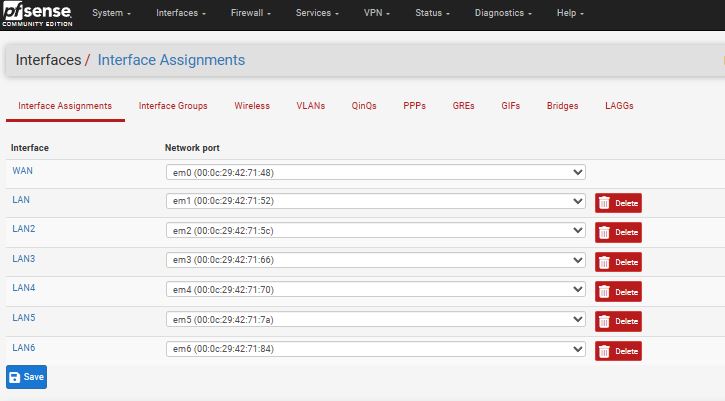 pfsense
COMMUNITY EDITION
System Interfaces Firewall Services VPN Status Diagnostics Help
Interfaces / Interface Assignments
Interface Assignments Interface Groups Wireless VLANs QinQs PPPs GREs GIFs Bridges LAGGs
Interface Network port
WAN em0 (00:0c:29:42:71:48)
LAN em1 (00:0c:29:42:71:52) Delete
LAN2 em2 (00:0c:29:42:71:5c) Delete
LAN3 em3 (00:0c:29:42:71:66) Delete
LAN4 em4 (00:0c:29:42:71:70) Delete
LAN5 em5 (00:0c:29:42:71:7a) Delete
LAN6 em6 (00:0c:29:42:71:84) Delete
Save